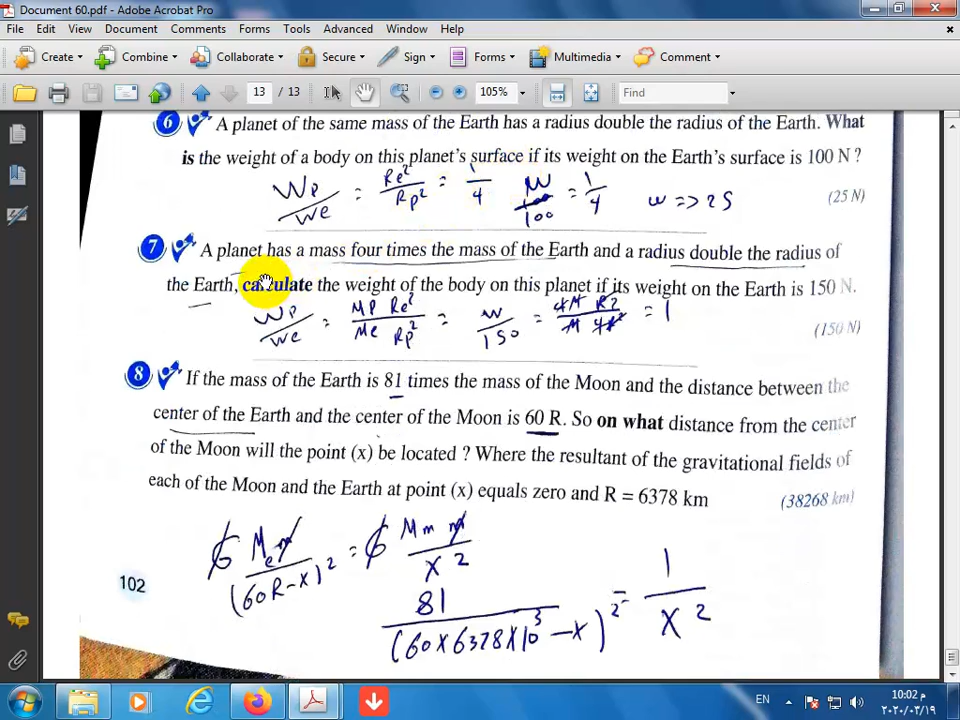 Document 60.pdf - Adobe Acrobat Pro
File Edit View Document Comments Forms Tools Advanced Window Help
Create Combine Collaborate Secure Sign Forms Multimedia Comment
13 / 13 105% Find
6 A planet of the same mass of the Earth has a radius double the radius of the Earth. What
is the weight of a body on this planet's surface if its weight on the Earth's surface is 100 N ?
Wp/We = Re²/Rp² = 1/4 W/100 = 1/4 w => 25
(25 N)
7 A planet has a mass four times the mass of the Earth and a radius double the radius of
the Earth, calculate the weight of the body on this planet if its weight on the Earth is 150 N.
Wp/We = MP Re²/Me Rp² = W/150 = 4M R²/M 4R² = 1
(150 N)
8 If the mass of the Earth is 81 times the mass of the Moon and the distance between the
center of the Earth and the center of the Moon is 60 R. So on what distance from the center
of the Moon will the point (x) be located ? Where the resultant of the gravitational fields of
each of the Moon and the Earth at point (x) equals zero and R = 6378 km
(38268 km)
G Me m/(60R-X)² = G Mm m/X²
102
81/(60X6378X10³-X)² = 1/X²
EN
10:02 م
٢٠٢٠/٠٣/١٩